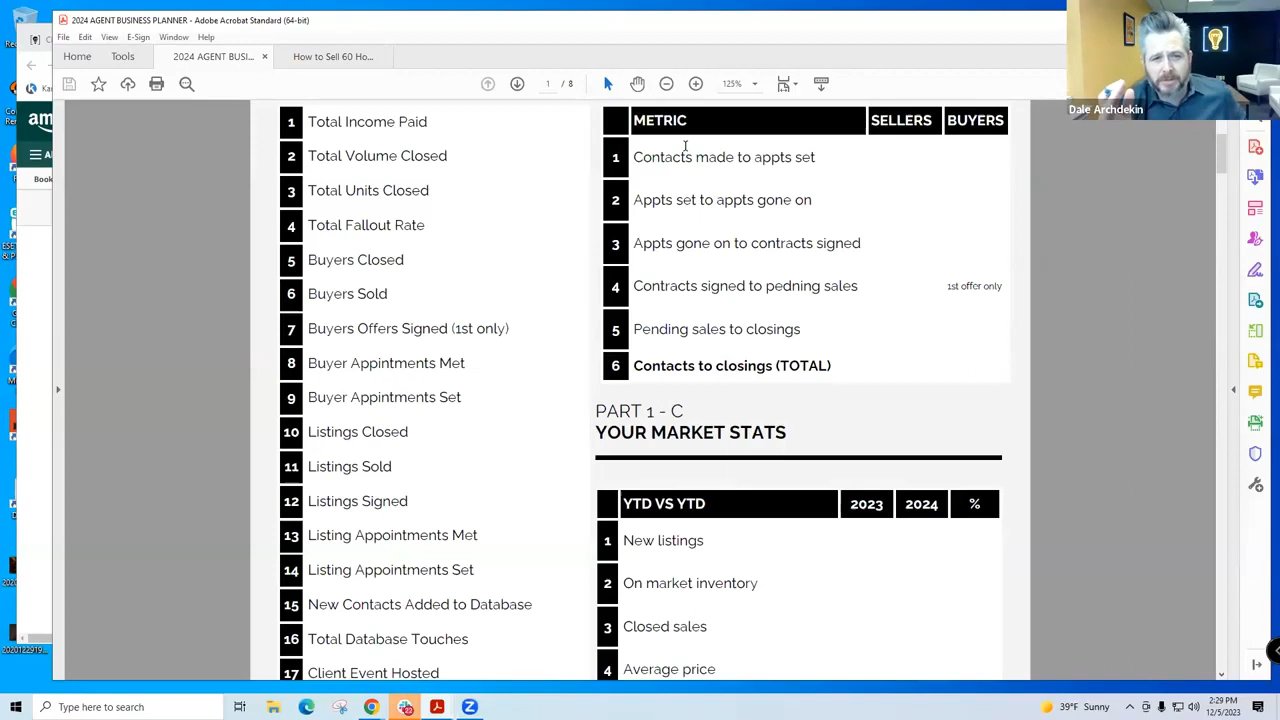 2024 AGENT BUSINESS PLANNER - Adobe Acrobat Standard (64-bit)
File Edit View E-Sign Window Help
Home Tools 2024 AGENT BUSI... × How to Sell 60 Ho...
1 / 8 125%
Dale Archdekin
1 Total Income Paid
2 Total Volume Closed
3 Total Units Closed
4 Total Fallout Rate
5 Buyers Closed
6 Buyers Sold
7 Buyers Offers Signed (1st only)
8 Buyer Appintments Met
9 Buyer Appintments Set
10 Listings Closed
11 Listings Sold
12 Listings Signed
13 Listing Appointments Met
14 Listing Appointments Set
15 New Contacts Added to Database
16 Total Database Touches
17 Client Event Hosted
METRIC SELLERS BUYERS
1 Contacts made to appts set
2 Appts set to appts gone on
3 Appts gone on to contracts signed
4 Contracts signed to pedning sales 1st offer only
5 Pending sales to closings
6 Contacts to closings (TOTAL)
PART 1 - C
YOUR MARKET STATS
YTD VS YTD 2023 2024 %
1 New listings
2 On market inventory
3 Closed sales
4 Average price
All
Book
Type here to search
39°F Sunny
2:29 PM
12/5/2023